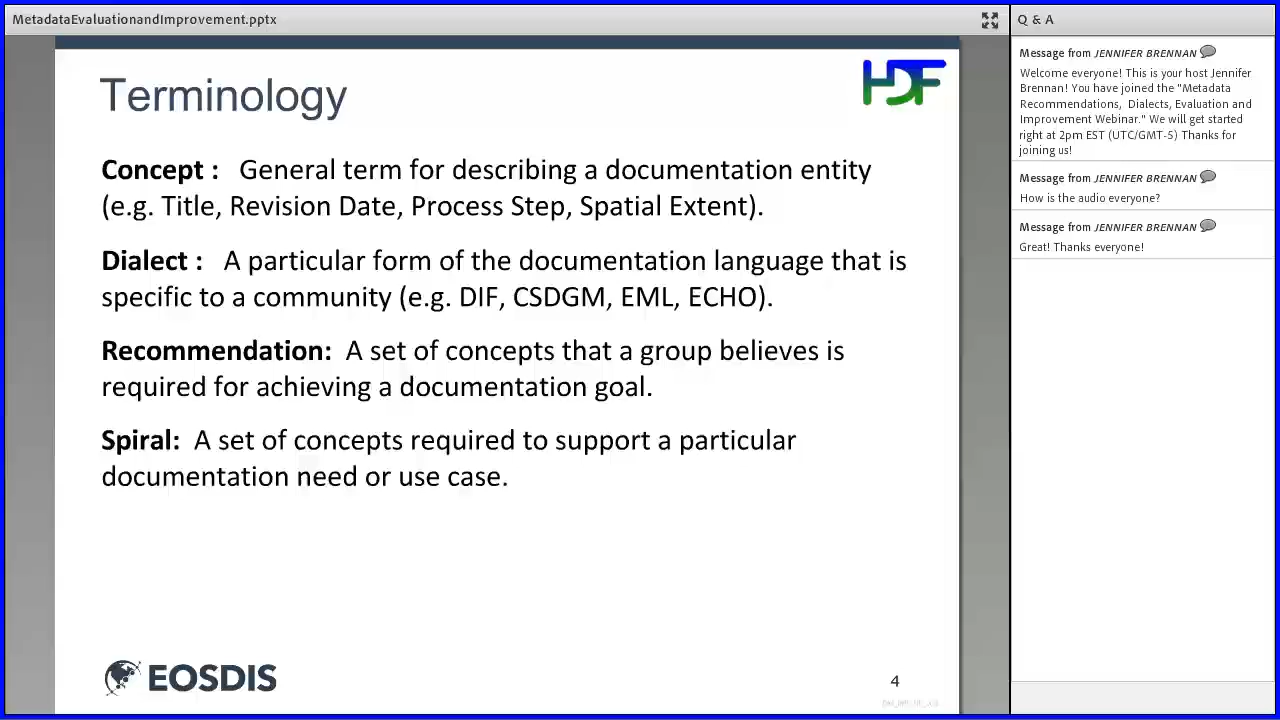 MetadataEvaluationandImprovement.pptx
Terminology
HDF
Concept : General term for describing a documentation entity
(e.g. Title, Revision Date, Process Step, Spatial Extent).
Dialect : A particular form of the documentation language that is
specific to a community (e.g. DIF, CSDGM, EML, ECHO).
Recommendation: A set of concepts that a group believes is
required for achieving a documentation goal.
Spiral: A set of concepts required to support a particular
documentation need or use case.
EOSDIS
4
Q & A
Message from JENNIFER BRENNAN
Welcome everyone! This is your host Jennifer
Brennan! You have joined the "Metadata
Recommendations, Dialects, Evaluation and
Improvement Webinar." We will get started
right at 2pm EST (UTC/GMT-5) Thanks for
joining us!
Message from JENNIFER BRENNAN
How is the audio everyone?
Message from JENNIFER BRENNAN
Great! Thanks everyone!